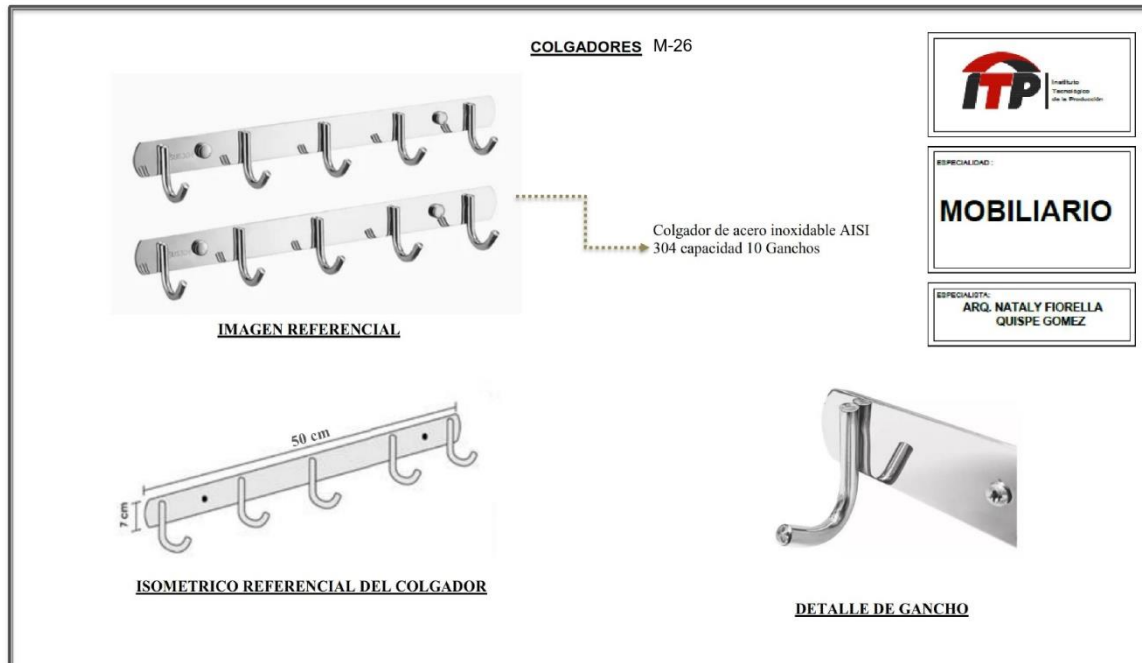 COLGADORES M-26
ITP
Instituto
Tecnológico
de la Producción
ESPECIALIDAD :
MOBILIARIO
ESPECIALISTA:
ARQ. NATALY FIORELLA
QUISPE GOMEZ
Colgador de acero inoxidable AISI
304 capacidad 10 Ganchos
IMAGEN REFERENCIAL
50 cm
7 cm
ISOMETRICO REFERENCIAL DEL COLGADOR
DETALLE DE GANCHO